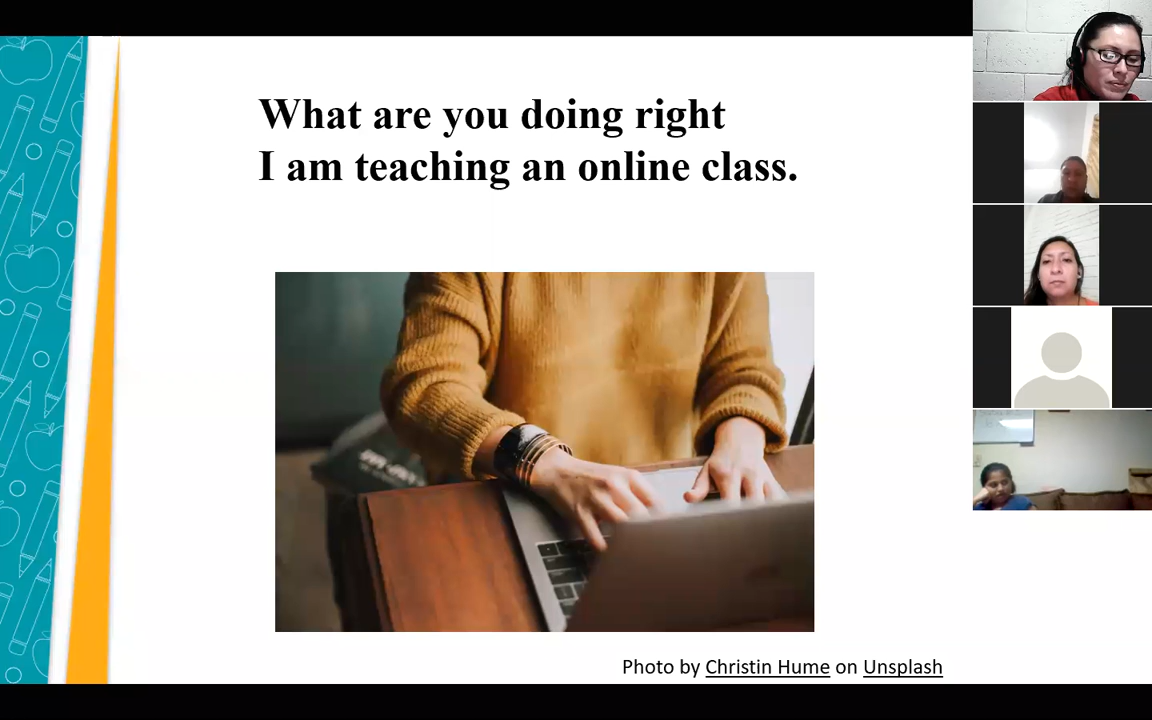 What are you doing right
I am teaching an online class.
Photo by Christin Hume on Unsplash